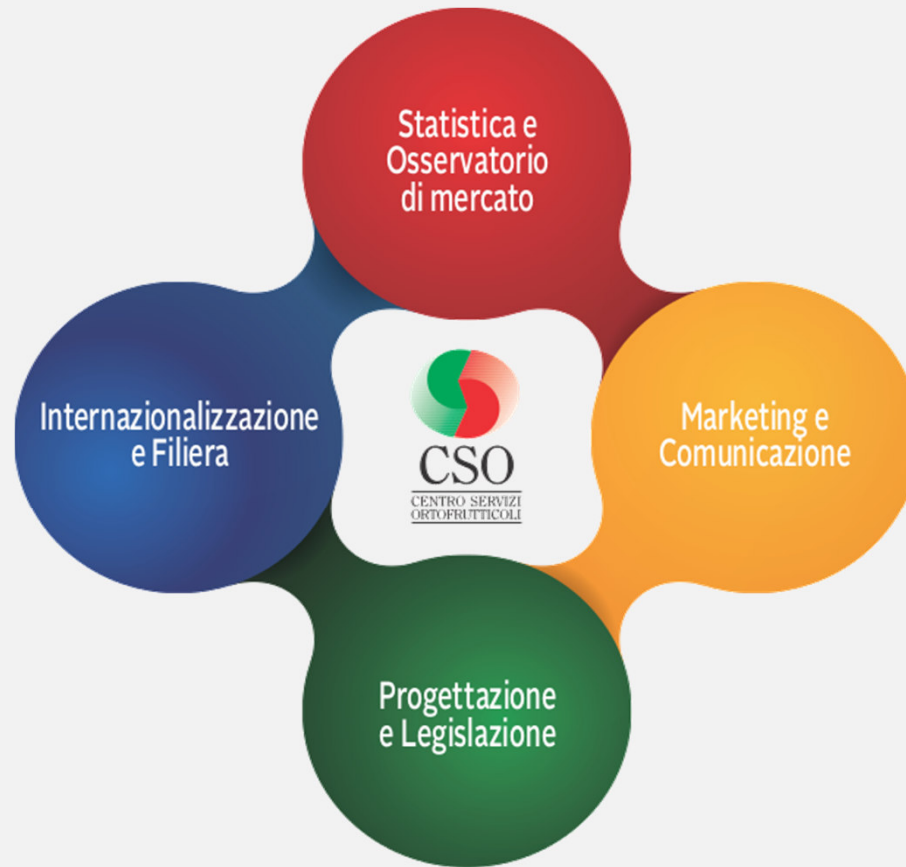 Statistica e
Osservatorio
di mercato
Internazionalizzazione
e Filiera
Marketing e
Comunicazione
CSO
CENTRO SERVIZI
ORTOFRUTTICOLI
Progettazione
e Legislazione